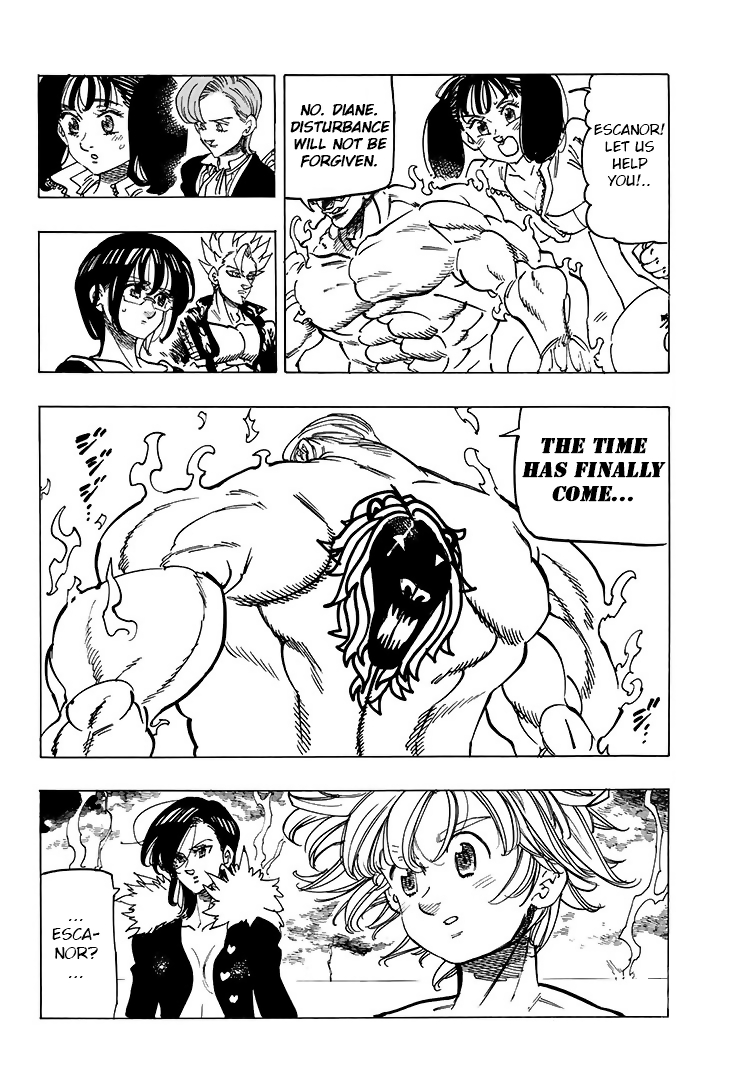 ESCANOR!
LET US
HELP
YOU!..
NO. DIANE.
DISTURBANCE
WILL NOT BE
FORGIVEN.
THE TIME
HAS FINALLY
COME...
...
ESCA-
NOR?
...